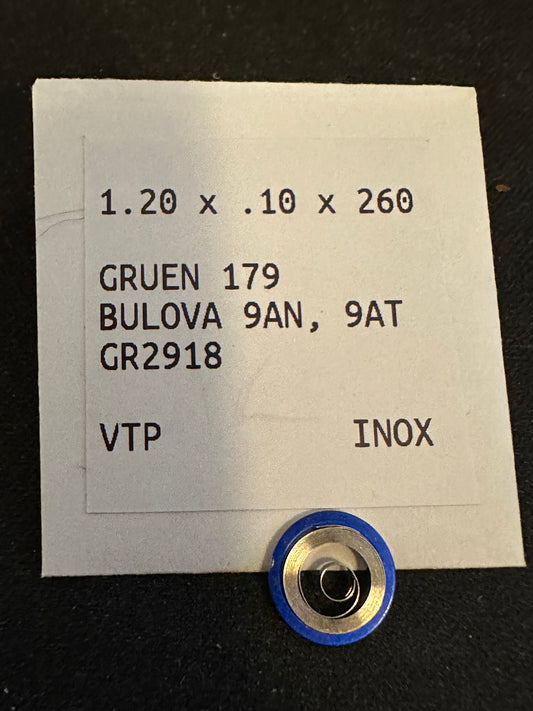 1.20 x .10 x 260
GRUEN 179
BULOVA 9AN, 9AT
GR2918
VTP INOX